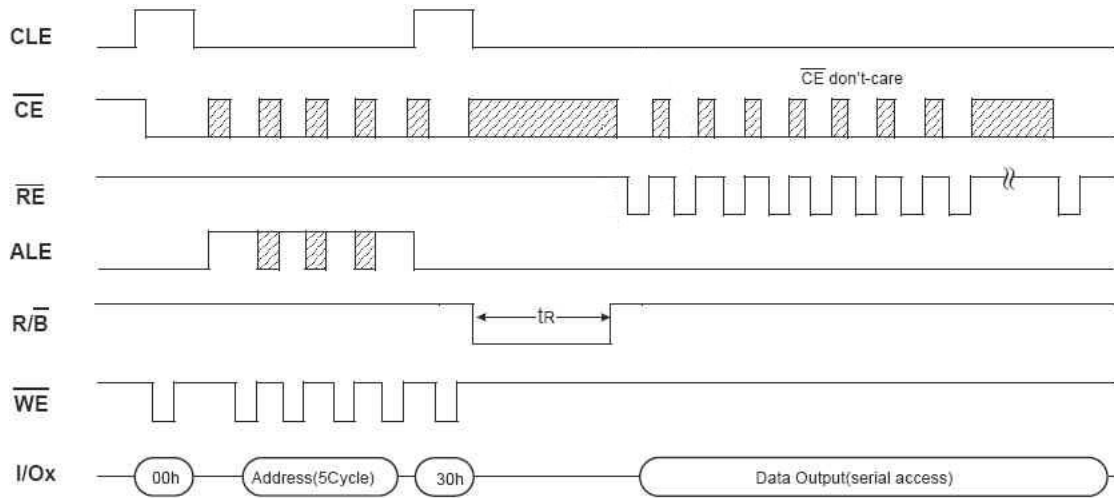 CLE
CE don't-care
CE
RE
ALE
R/B
tR
WE
I/Ox
00h
Address(5Cycle)
30h
Data Output(serial access)